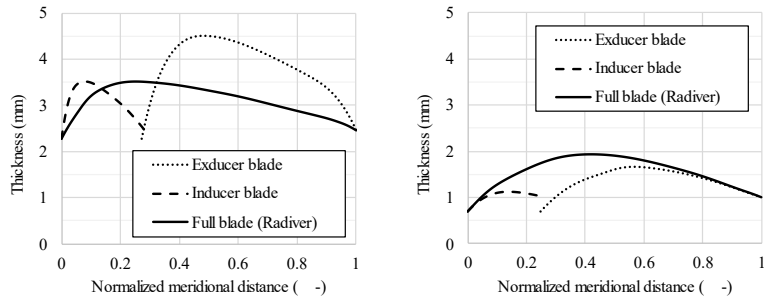 5
4
3
2
1
0
Thickness (mm)
Exducer blade
Inducer blade
Full blade (Radiver)
0 0.2 0.4 0.6 0.8 1
Normalized meridional distance ( -)
5
4
3
2
1
0
Thickness (mm)
Exducer blade
Inducer blade
Full blade (Radiver)
0 0.2 0.4 0.6 0.8 1
Normalized meridional distance ( -)